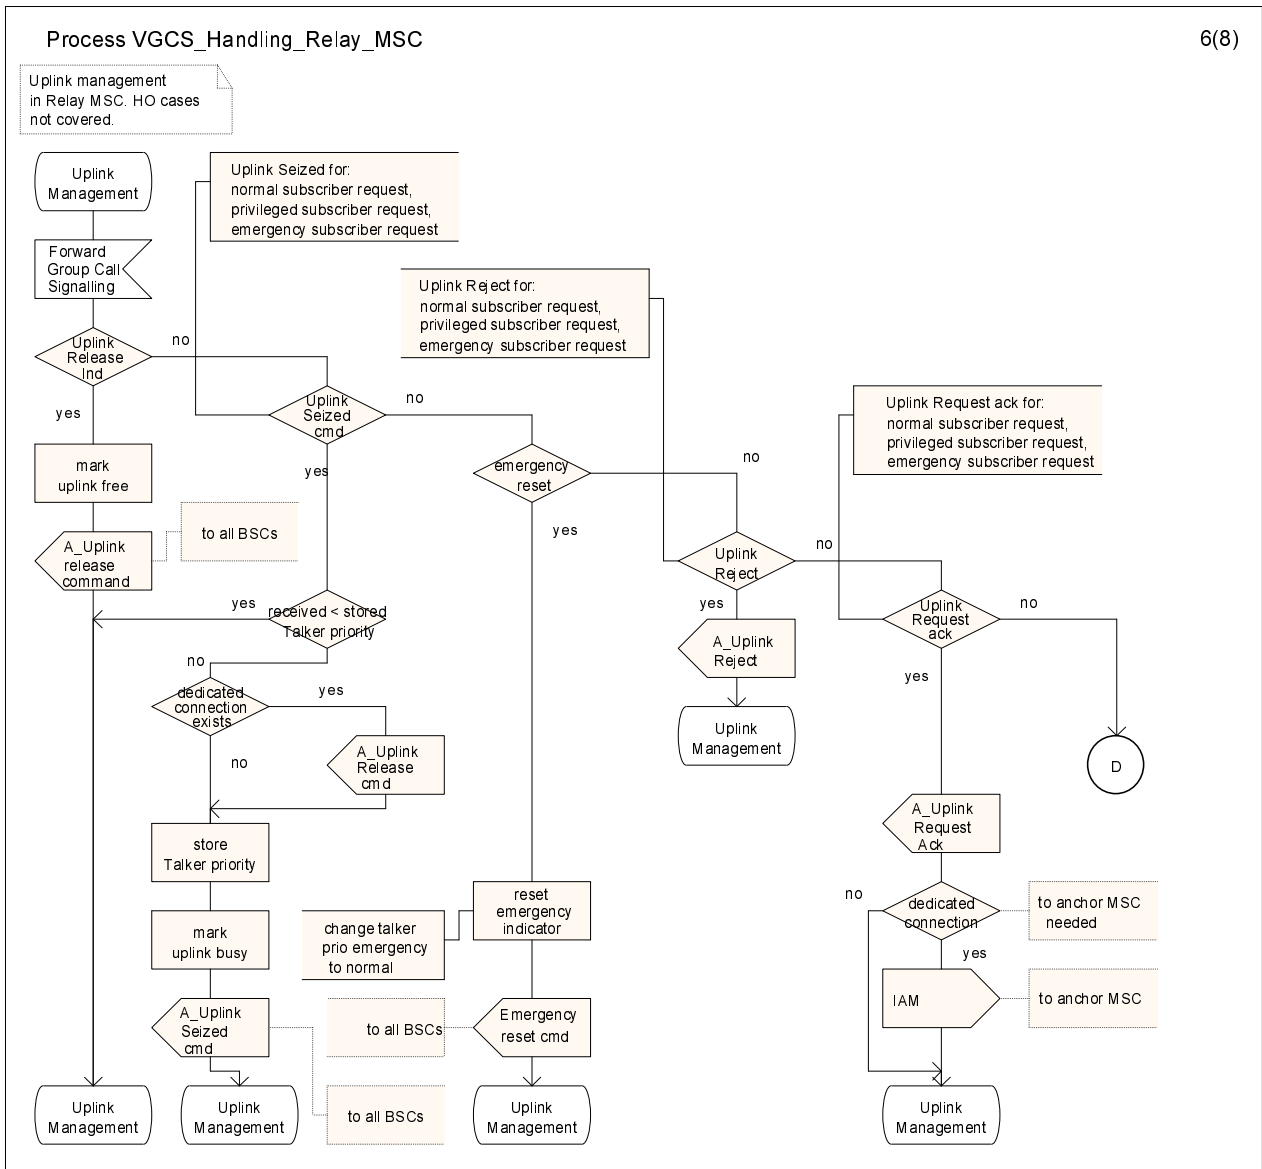 Process VGCS_Handling_Relay_MSC
6(8)
Uplink management
in Relay MSC. HO cases
not covered.
Uplink
Management
Uplink Seized for:
normal subscriber request,
privileged subscriber request,
emergency subscriber request
Forward
Group Call
Signalling
Uplink Reject for:
normal subscriber request,
privileged subscriber request,
emergency subscriber request
Uplink
Release
Ind
no
yes
Uplink
Seized
cmd
no
yes
Uplink Request ack for:
normal subscriber request,
privileged subscriber request,
emergency subscriber request
mark
uplink free
emergency
reset
no
yes
A_Uplink
release
command
to all BSCs
Uplink
Reject
no
yes
received < stored
Talker priority
yes
no
Uplink
Request
ack
no
yes
A_Uplink
Reject
dedicated
connection
exists
yes
no
Uplink
Management
A_Uplink
Release
cmd
D
store
Talker priority
A_Uplink
Request
Ack
reset
emergency
indicator
change talker
prio emergency
to normal
mark
uplink busy
no
dedicated
connection
yes
to anchor MSC
needed
A_Uplink
Seized
cmd
to all BSCs
Emergency
reset cmd
IAM
to anchor MSC
Uplink
Management
Uplink
Management
to all BSCs
Uplink
Management
Uplink
Management